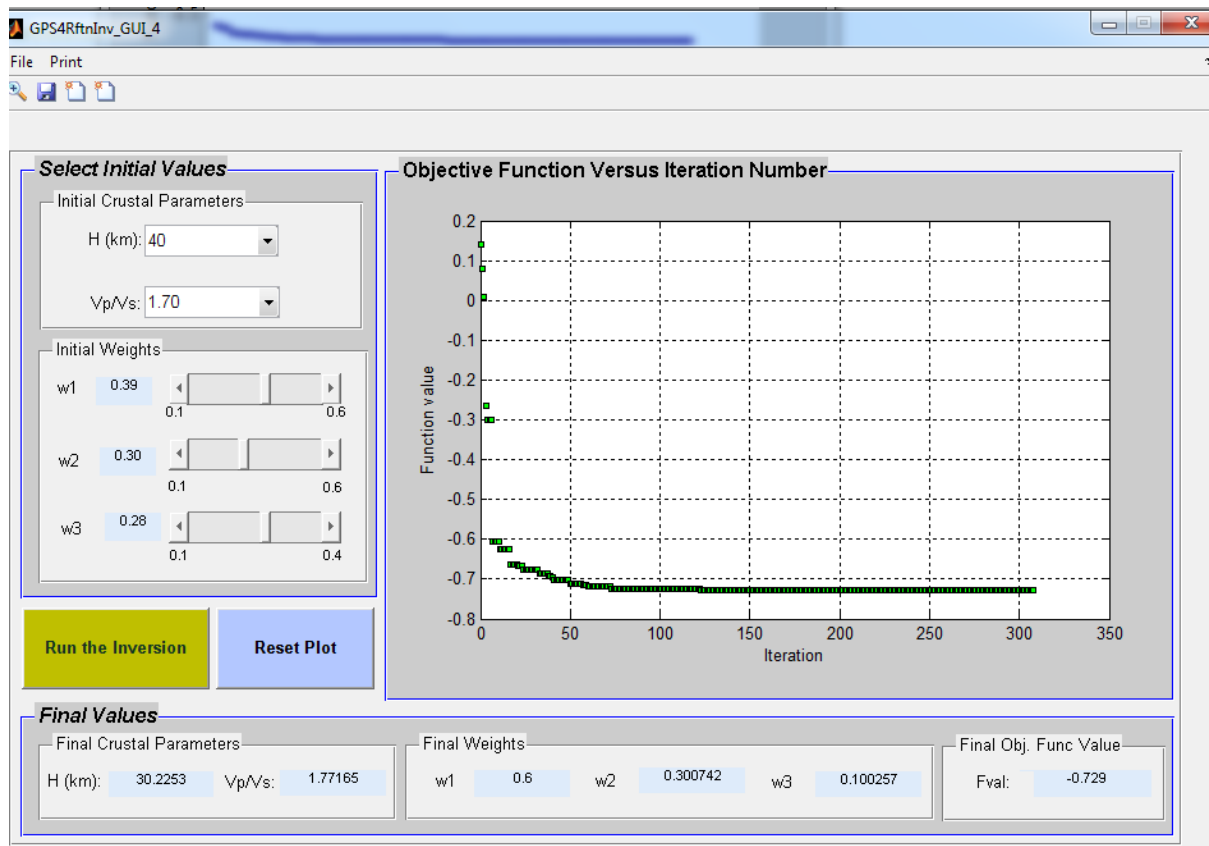 GPS4RftnInv_GUI_4
File Print
Select Initial Values
Initial Crustal Parameters
H (km): 40
Vp/Vs: 1.70
Initial Weights
w1 0.39
0.1 0.6
w2 0.30
0.1 0.6
w3 0.28
0.1 0.4
Run the Inversion
Reset Plot
Objective Function Versus Iteration Number
Function value
0.2
0.1
0
-0.1
-0.2
-0.3
-0.4
-0.5
-0.6
-0.7
-0.8
0 50 100 150 200 250 300 350
Iteration
Final Values
Final Crustal Parameters
H (km): 30.2253 Vp/Vs: 1.77165
Final Weights
w1 0.6 w2 0.300742 w3 0.100257
Final Obj. Func Value
Fval: -0.729